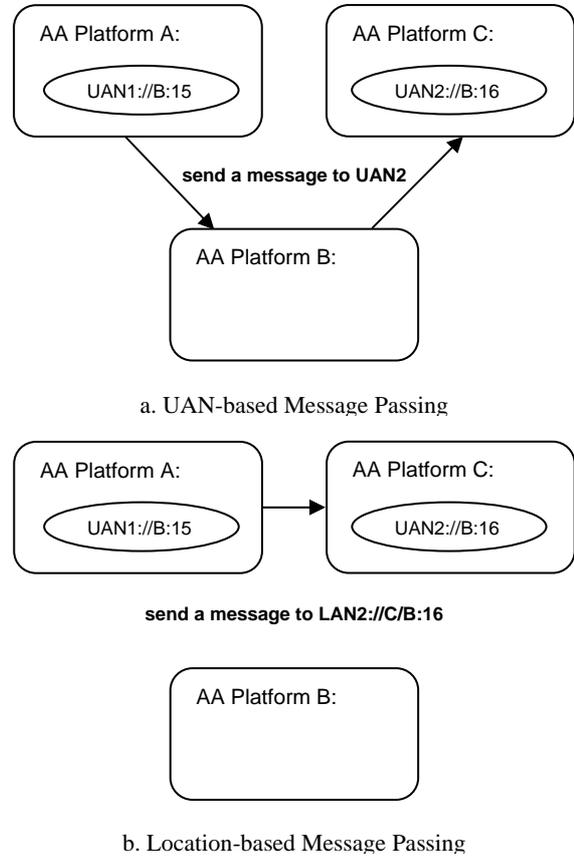 AA Platform A:
AA Platform C:
UAN1://B:15
UAN2://B:16
send a message to UAN2
AA Platform B:
a. UAN-based Message Passing
AA Platform A:
AA Platform C:
UAN1://B:15
UAN2://B:16
send a message to LAN2://C/B:16
AA Platform B:
b. Location-based Message Passing